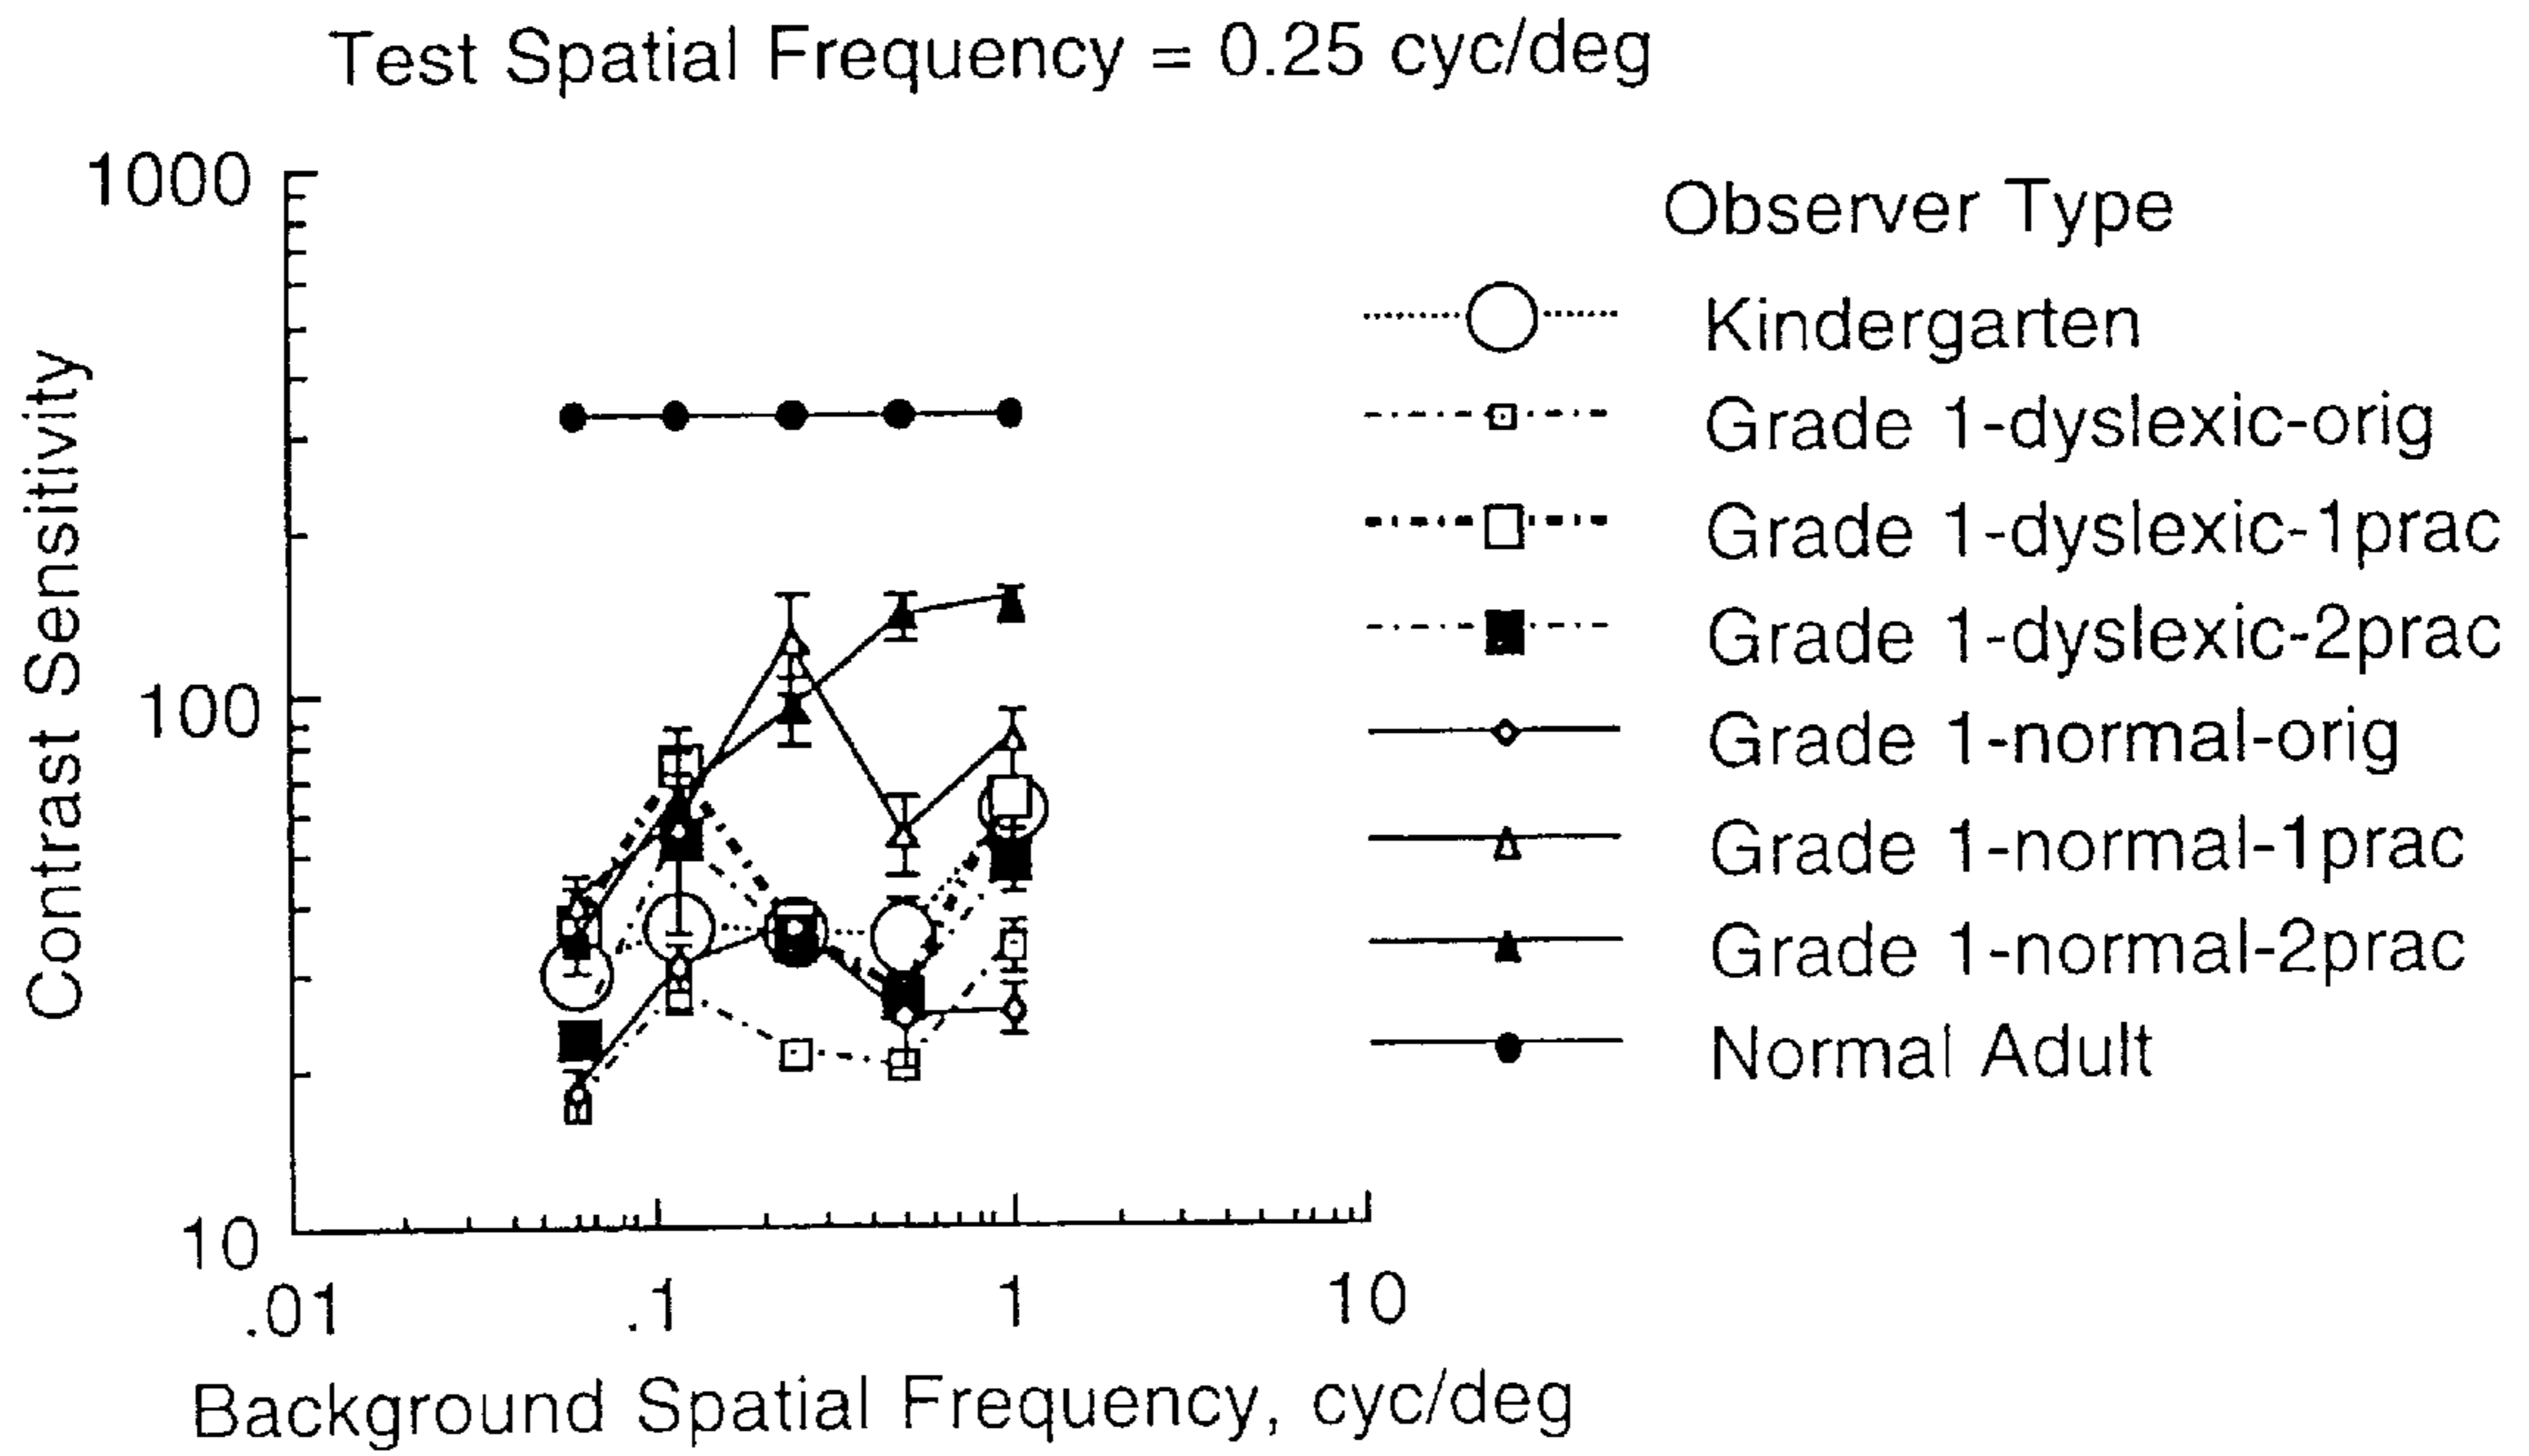 Test Spatial Frequency = 0.25 cyc/deg
1000
100
10
Contrast Sensitivity
.01
.1
1
10
Background Spatial Frequency, cyc/deg
Observer Type
Kindergarten
Grade 1-dyslexic-orig
Grade 1-dyslexic-1prac
Grade 1-dyslexic-2prac
Grade 1-normal-orig
Grade 1-normal-1prac
Grade 1-normal-2prac
Normal Adult